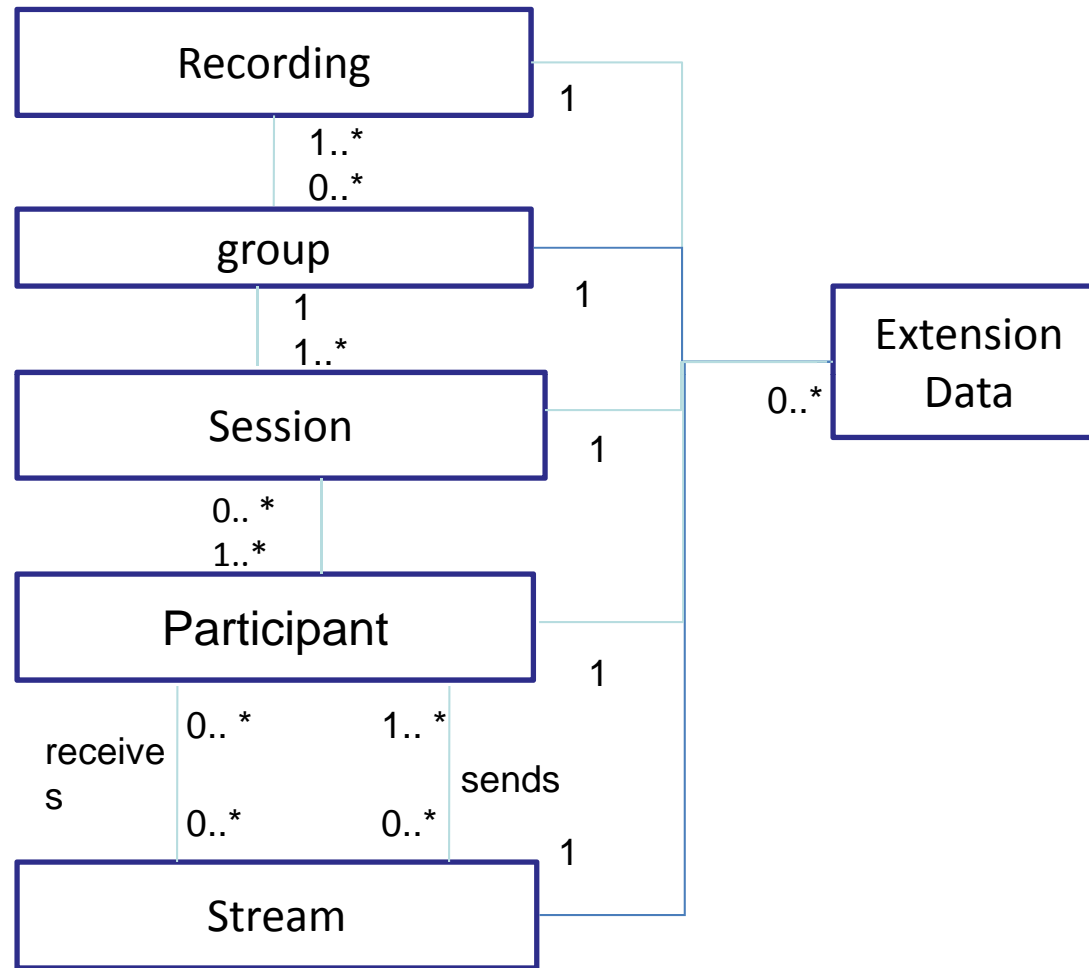 Recording
1
1..*
0..*
group
1
1
1..*
Extension
Data
0..*
Session
1
0.. *
1..*
Participant
1
0.. *
1.. *
receive
s
sends
0..*
0..*
1
Stream